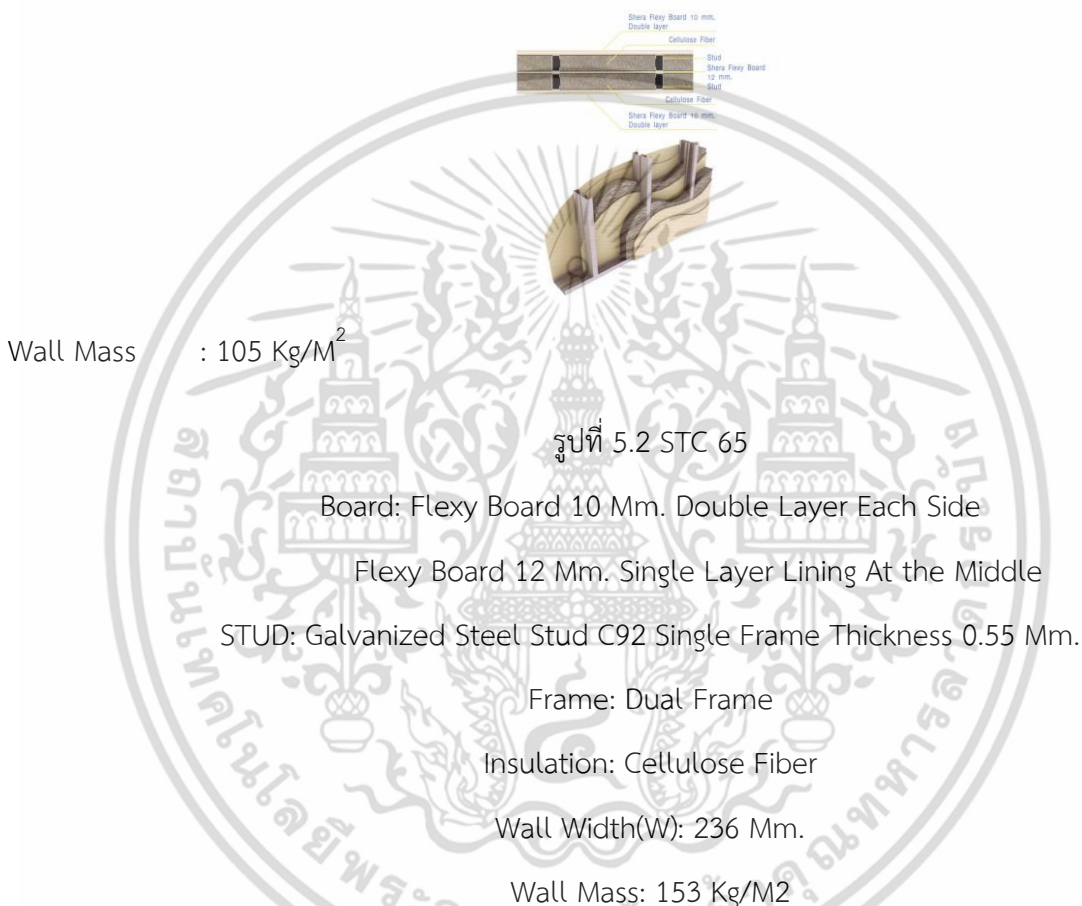 Shera Flexy Board 10 mm.
Double layer
Cellulose Fiber
Stud
Shera Flexy Board
12 mm.
Stud
Cellulose Fiber
Shera Flexy Board 10 mm.
Double layer
Wall Mass : 105 Kg/M²
รูปที่ 5.2 STC 65
Board: Flexy Board 10 Mm. Double Layer Each Side
Flexy Board 12 Mm. Single Layer Lining At the Middle
STUD: Galvanized Steel Stud C92 Single Frame Thickness 0.55 Mm.
Frame: Dual Frame
Insulation: Cellulose Fiber
Wall Width(W): 236 Mm.
Wall Mass: 153 Kg/M2